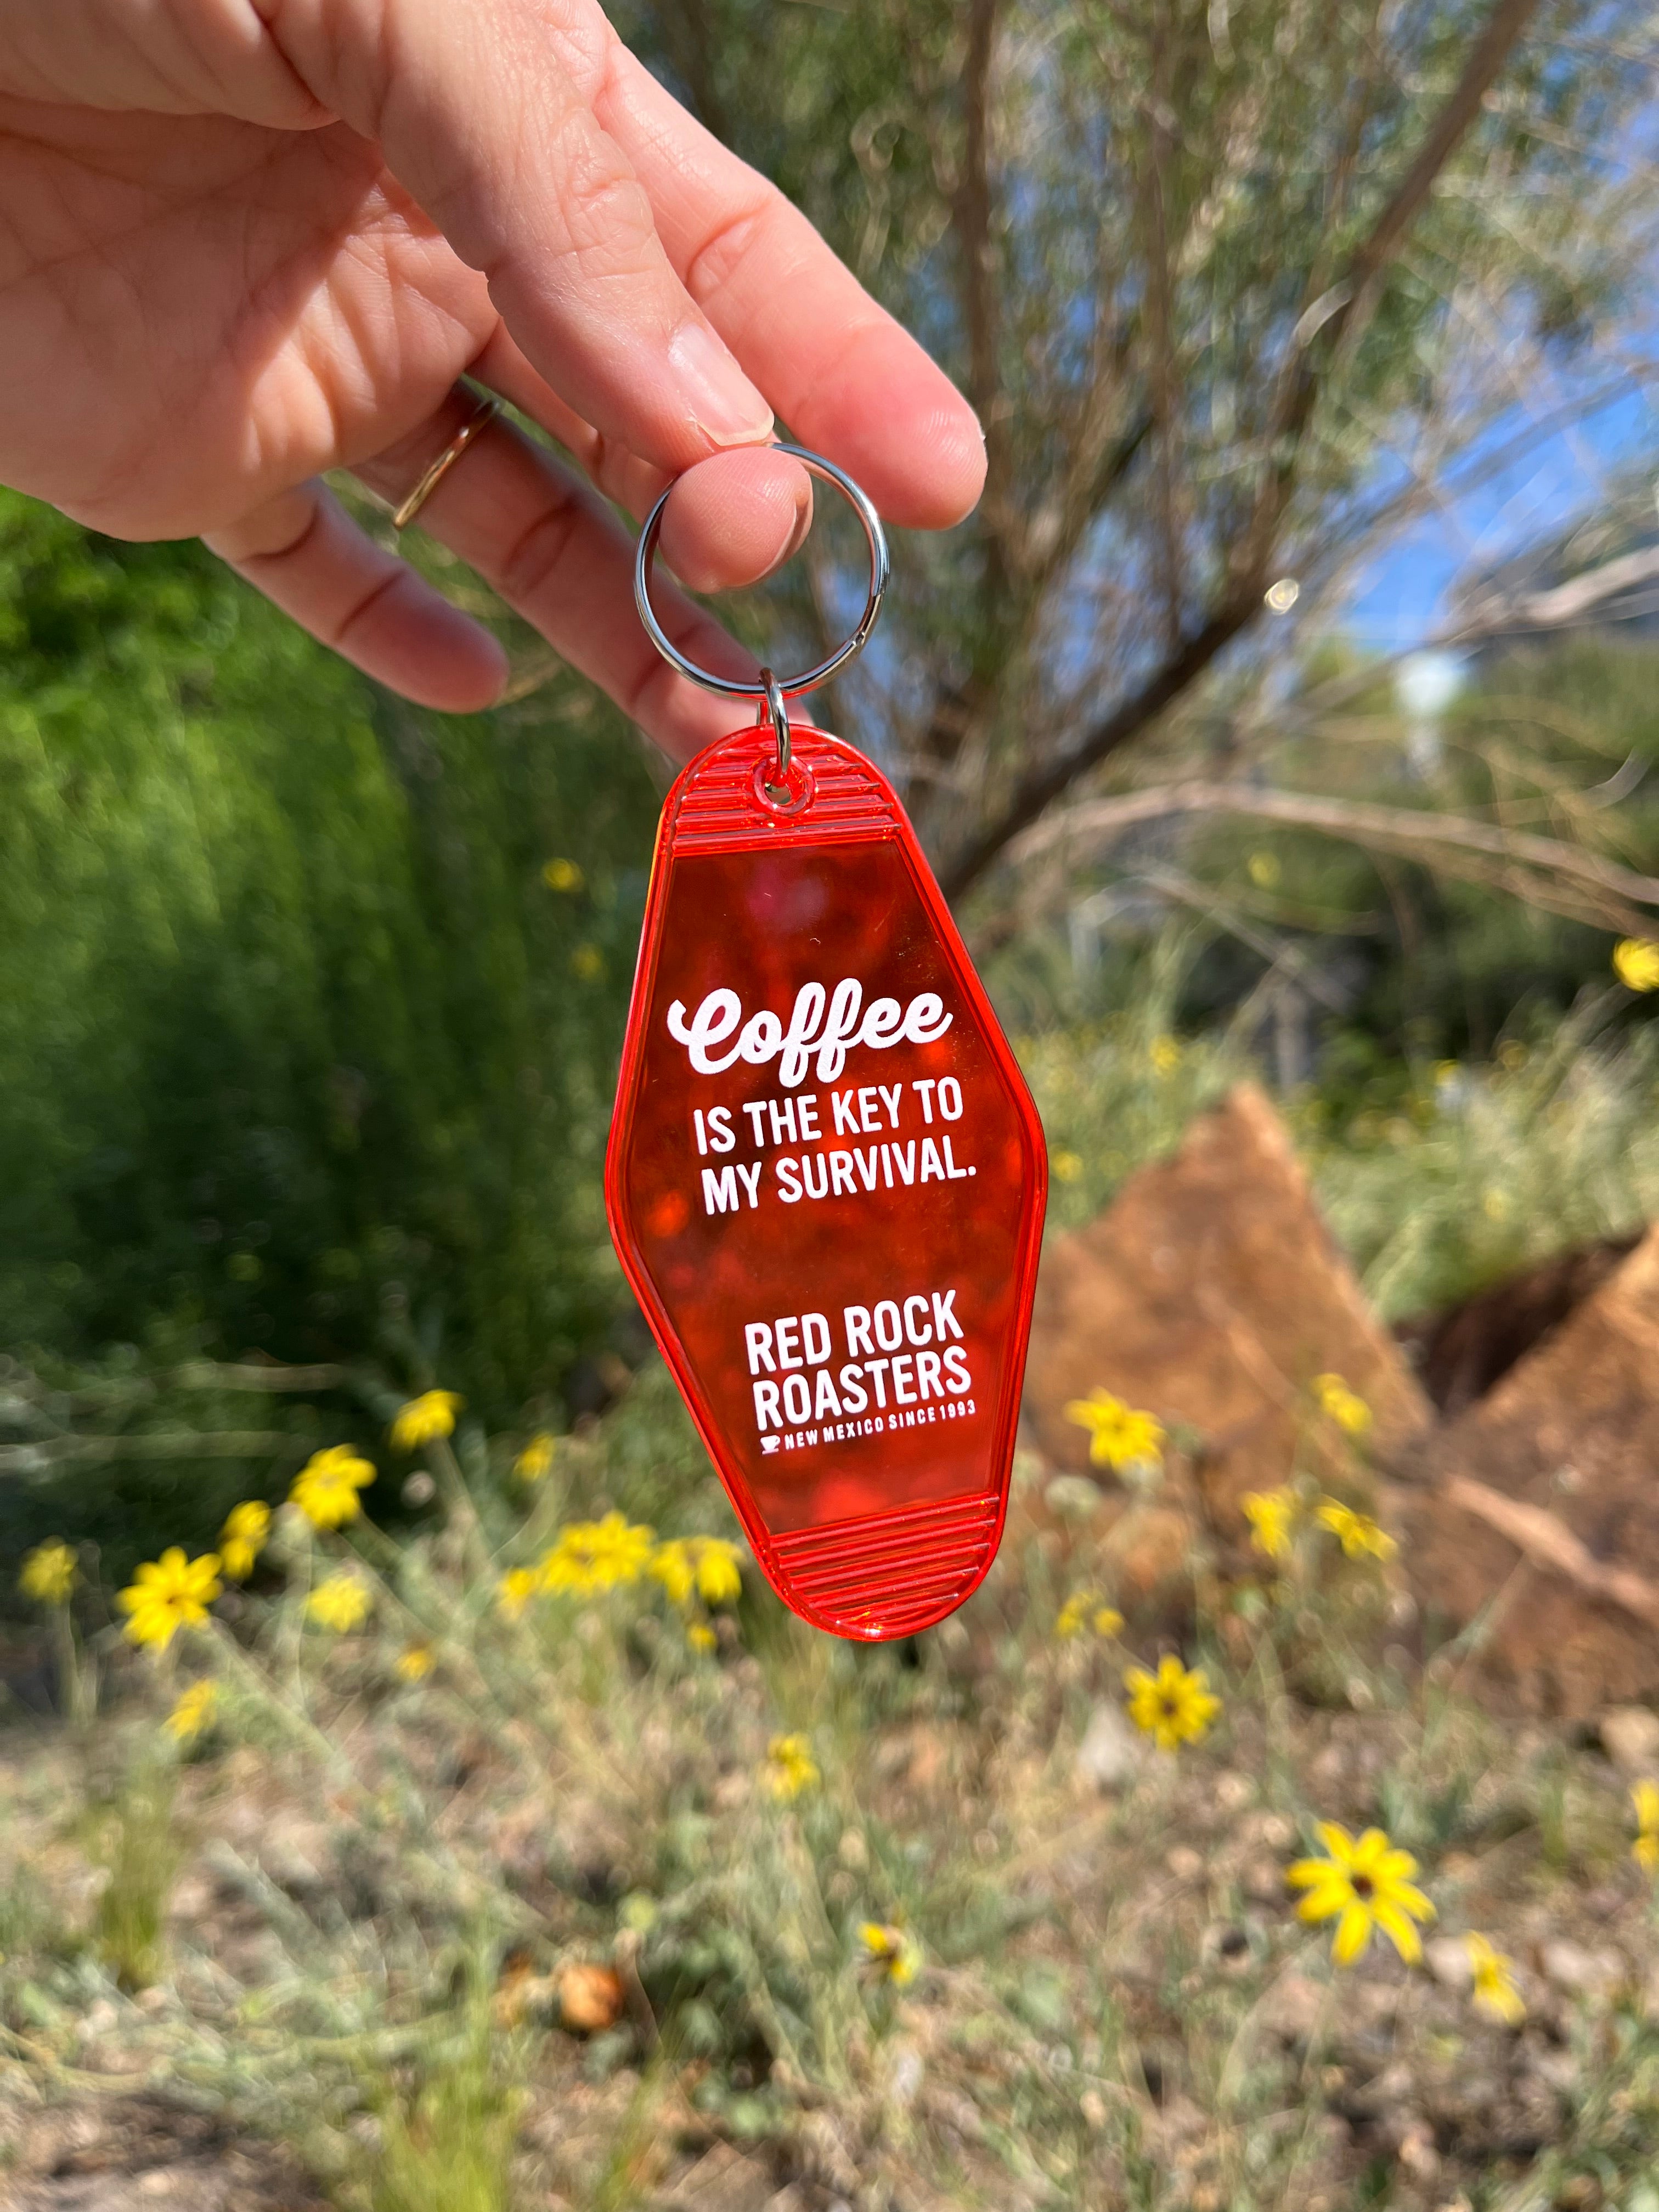 Coffee
IS THE KEY TO
MY SURVIVAL.
RED ROCK
ROASTERS
NEW MEXICO SINCE 1993